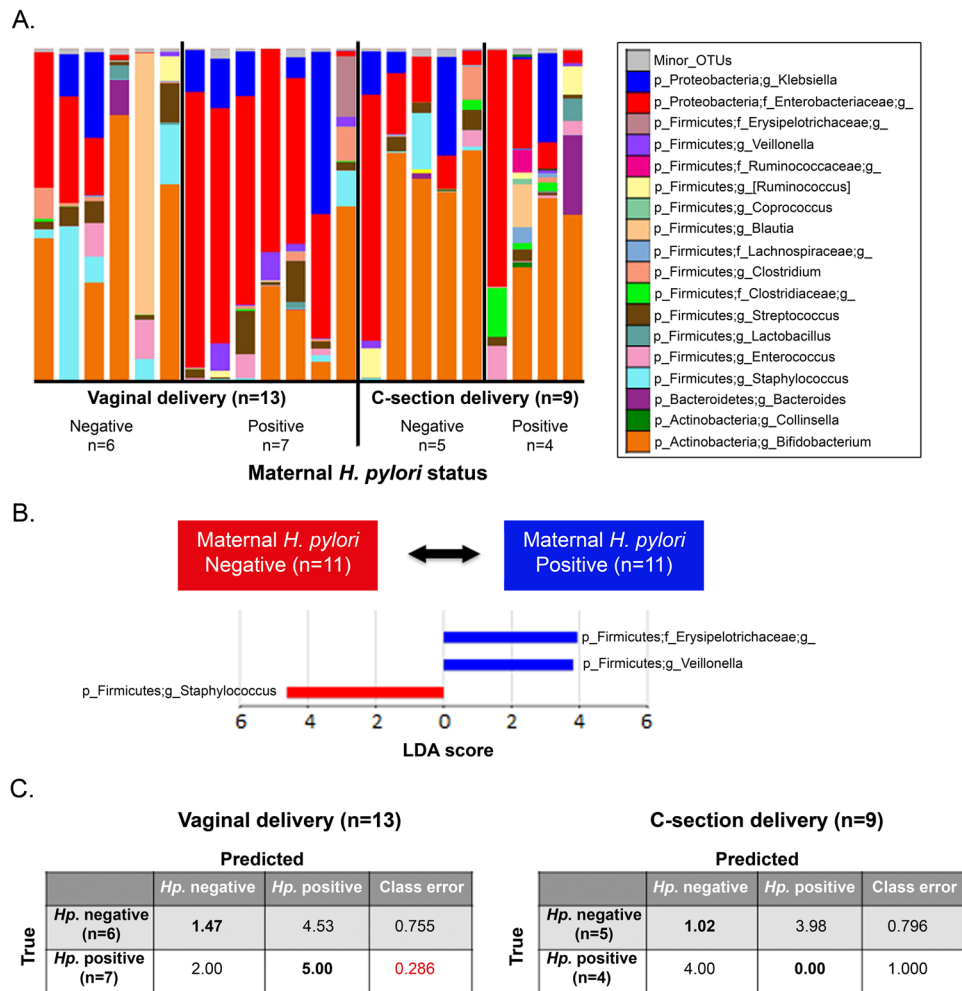 A.
Minor_OTUs
p_Proteobacteria;g_Klebsiella
p_Proteobacteria;f_Enterobacteriaceae;g_
p_Firmicutes;f_Erysipelotrichaceae;g_
p_Firmicutes;g_Veillonella
p_Firmicutes;f_Ruminococcaceae;g_
p_Firmicutes;g_[Ruminococcus]
p_Firmicutes;g_Coprococcus
p_Firmicutes;g_Blautia
p_Firmicutes;f_Lachnospiraceae;g_
p_Firmicutes;g_Clostridium
p_Firmicutes;f_Clostridiaceae;g_
p_Firmicutes;g_Streptococcus
p_Firmicutes;g_Lactobacillus
p_Firmicutes;g_Enterococcus
p_Firmicutes;g_Staphylococcus
p_Bacteroidetes;g_Bacteroides
p_Actinobacteria;g_Collinsella
p_Actinobacteria;g_Bifidobacterium
Vaginal delivery (n=13) C-section delivery (n=9)
Negative Positive Negative Positive
n=6 n=7 n=5 n=4
Maternal H. pylori status
B.
Maternal H. pylori
Negative (n=11)
Maternal H. pylori
Positive (n=11)
p_Firmicutes;f_Erysipelotrichaceae;g_
p_Firmicutes;g_Veillonella
p_Firmicutes;g_Staphylococcus
6 4 2 0 2 4 6
LDA score
C.
Vaginal delivery (n=13)
Predicted
Hp. negative Hp. positive Class error
True
Hp. negative
(n=6) 1.47 4.53 0.755
Hp. positive
(n=7) 2.00 5.00 0.286
C-section delivery (n=9)
Predicted
Hp. negative Hp. positive Class error
True
Hp. negative
(n=5) 1.02 3.98 0.796
Hp. positive
(n=4) 4.00 0.00 1.000